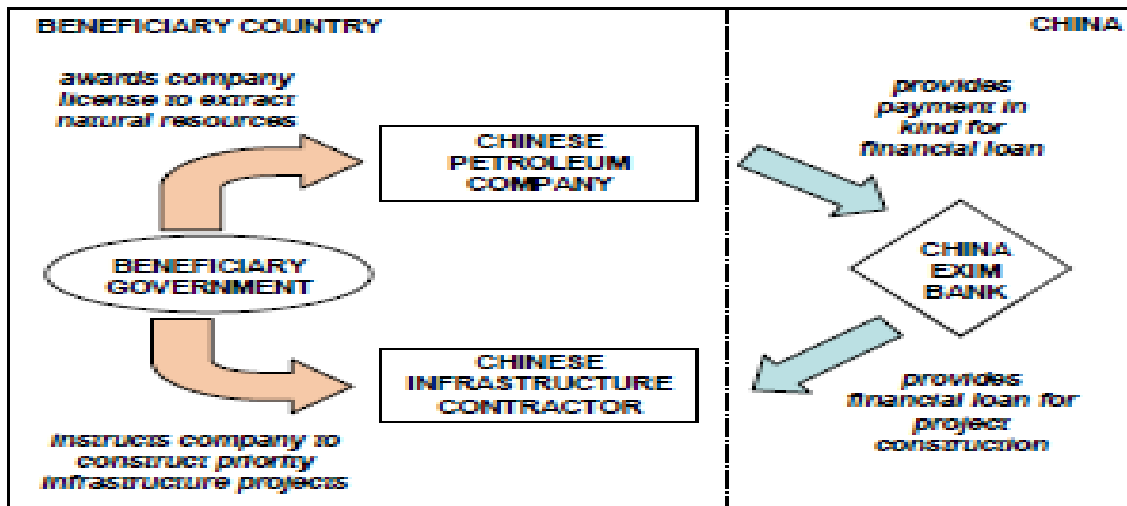 BENEFICIARY COUNTRY
CHINA
awards company
license to extract
natural resources
CHINESE
PETROLEUM
COMPANY
provides
payment in
kind for
financial loan
BENEFICIARY
GOVERNMENT
CHINA
EXIM
BANK
CHINESE
INFRASTRUCTURE
CONTRACTOR
instructs company to
construct priority
infrastructure projects
provides
financial loan for
project
construction